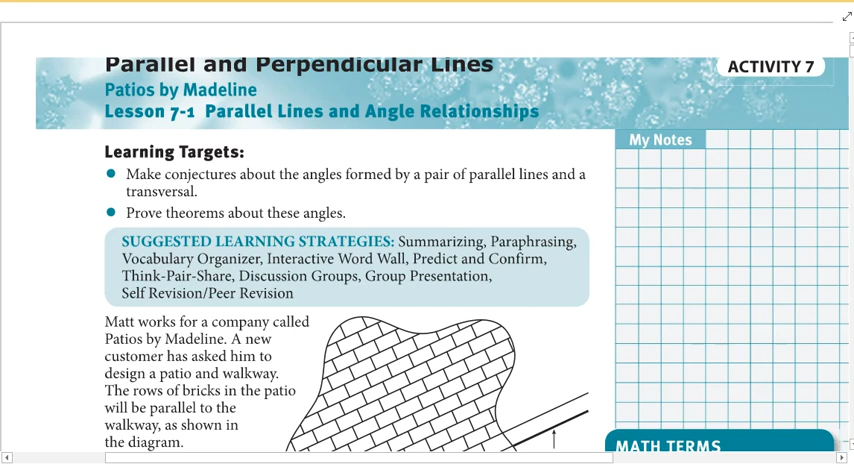 Parallel and Perpendicular Lines
ACTIVITY 7
Patios by Madeline
Lesson 7-1 Parallel Lines and Angle Relationships
My Notes
Learning Targets:
● Make conjectures about the angles formed by a pair of parallel lines and a
transversal.
● Prove theorems about these angles.
SUGGESTED LEARNING STRATEGIES: Summarizing, Paraphrasing,
Vocabulary Organizer, Interactive Word Wall, Predict and Confirm,
Think-Pair-Share, Discussion Groups, Group Presentation,
Self Revision/Peer Revision
Matt works for a company called
Patios by Madeline. A new
customer has asked him to
design a patio and walkway.
The rows of bricks in the patio
will be parallel to the
walkway, as shown in
the diagram.
MATH TERMS